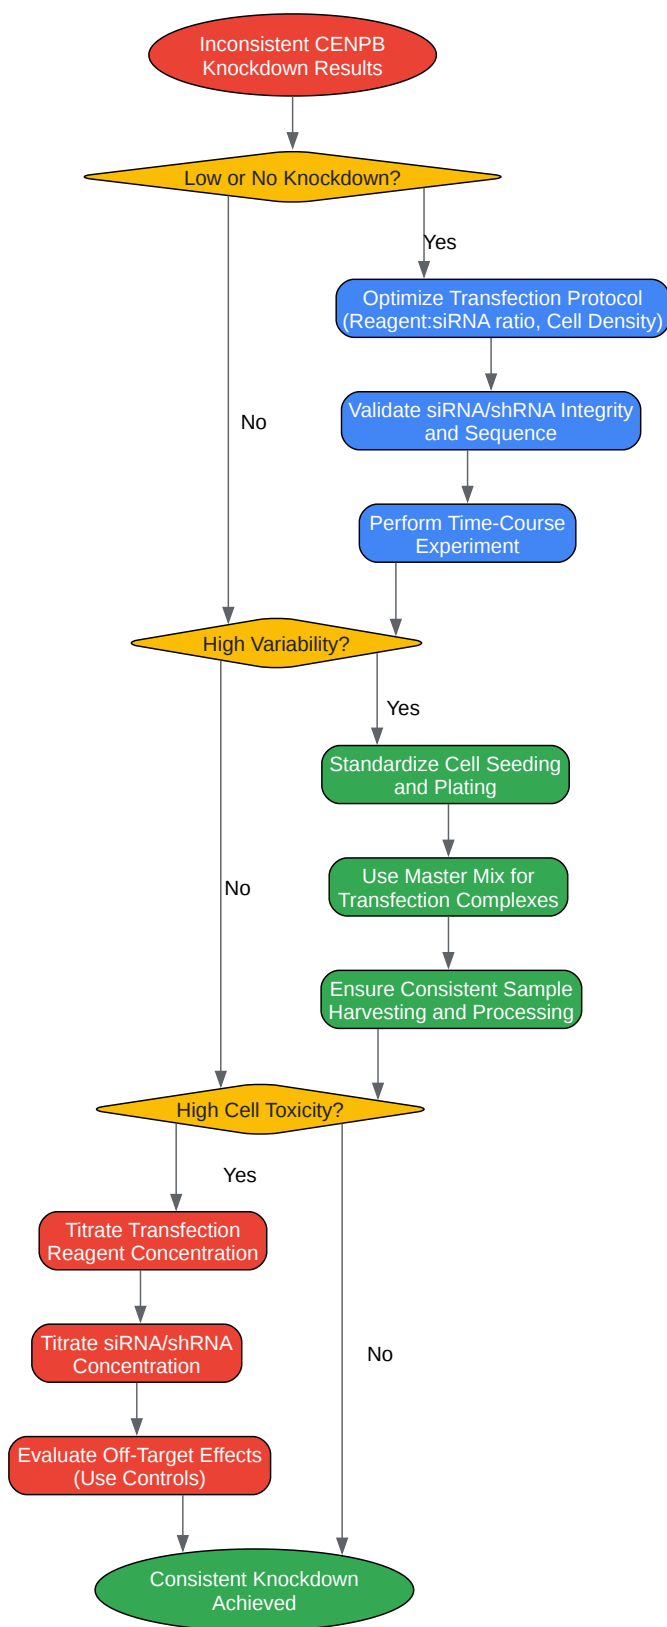 Inconsistent CENPB
Knockdown Results
Low or No Knockdown?
Yes
Optimize Transfection Protocol
(Reagent:siRNA ratio, Cell Density)
Validate siRNA/shRNA Integrity
and Sequence
No
Perform Time-Course
Experiment
High Variability?
Yes
Standardize Cell Seeding
and Plating
Use Master Mix for
Transfection Complexes
No
Ensure Consistent Sample
Harvesting and Processing
High Cell Toxicity?
Yes
Titrate Transfection
Reagent Concentration
Titrate siRNA/shRNA
Concentration
No
Evaluate Off-Target Effects
(Use Controls)
Consistent Knockdown
Achieved